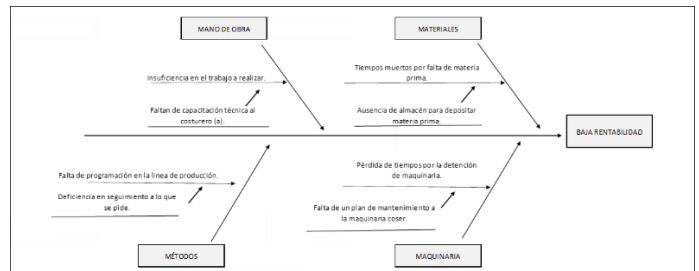 MANO DE OBRA
MATERIALES
Insuficiencia en el trabajo a realizar.
Faltan de capacitación técnica al
costurero (a).
Tiempos muertos por falta de materia
prima.
Ausencia de almacén para depositar
materia prima.
BAJA RENTABILIDAD
Falta de programación en la linea de producción.
Deficiencia en seguimiento a lo que
se pide.
Pérdida de tiempos por la detención
de maquinaria.
Falta de un plan de mantenimiento a
la maquinaria coser.
MÉTODOS
MAQUINARIA